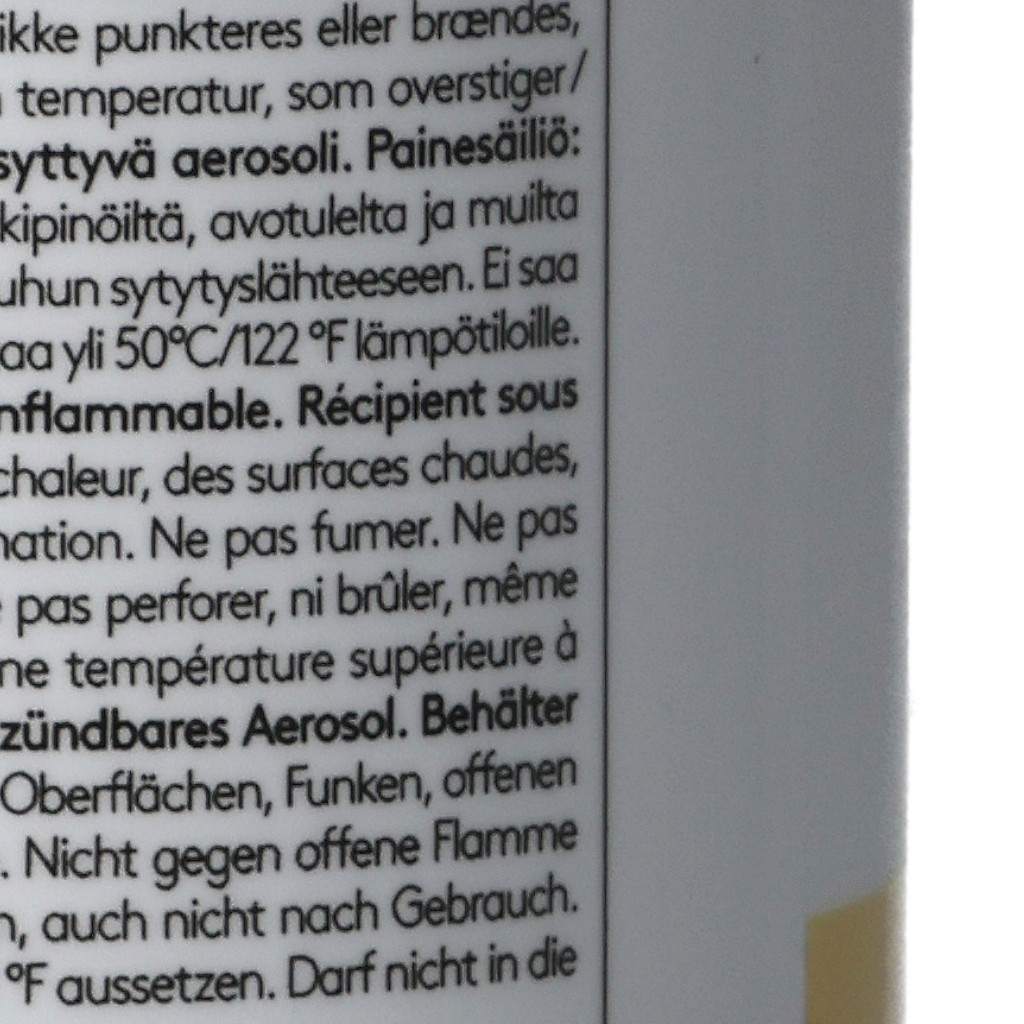 ikke punkteres eller brændes,
temperatur, som overstiger/
syttyvä aerosoli. Painesäiliö:
kipinöiltä, avotulelta ja muilta
uhun sytytyslähteeseen. Ei saa
aa yli 50°C/122 °F lämpötiloille.
nflammable. Récipient sous
chaleur, des surfaces chaudes,
nation. Ne pas fumer. Ne pas
pas perforer, ni brûler, même
ne température supérieure à
zündbares Aerosol. Behälter
Oberflächen, Funken, offenen
. Nicht gegen offene Flamme
n, auch nicht nach Gebrauch.
°F aussetzen. Darf nicht in die